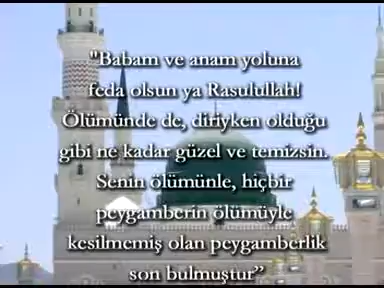 "Babam ve anam yoluna
feda olsun ya Rasulullah!
Ölümünde de, diriyken olduğu
gibi ne kadar güzel ve temizsin.
Senin ölümünle, hiçbir
peygamberin ölümüyle
kesilmemiş olan peygamberlik
son bulmuştur”